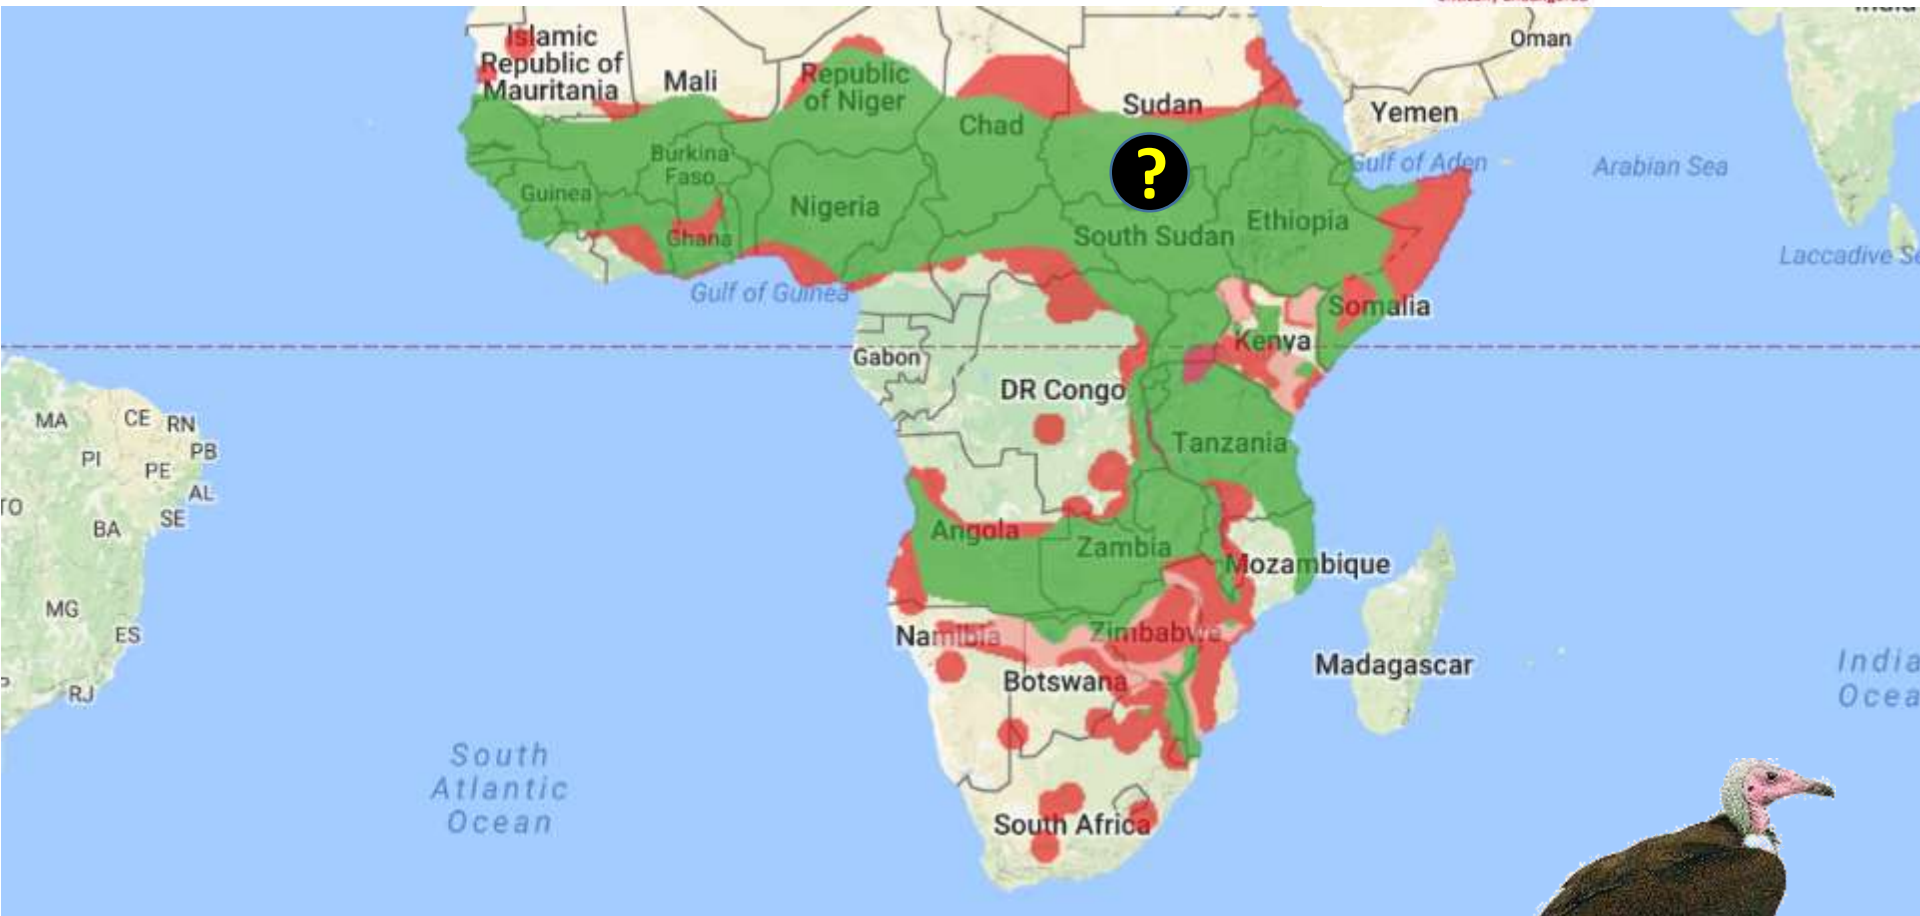 Islamic
Republic of
Mauritania
Mali
Republic
of Niger
Chad
Sudan
Oman
Yemen
Gulf of Aden
Arabian Sea
Burkina
Faso
Guinea
Nigeria
Ghana
?
South Sudan
Ethiopia
Laccadive Se
Gulf of Guinea
Somalia
Kenya
Gabon
DR Congo
Tanzania
Angola
Zambia
Mozambique
Namibia
Zimbabwe
Botswana
Madagascar
South Africa
MA
CE
RN
PB
PI
PE
AL
TO
SE
BA
MG
ES
RJ
South
Atlantic
Ocean
India
Ocea